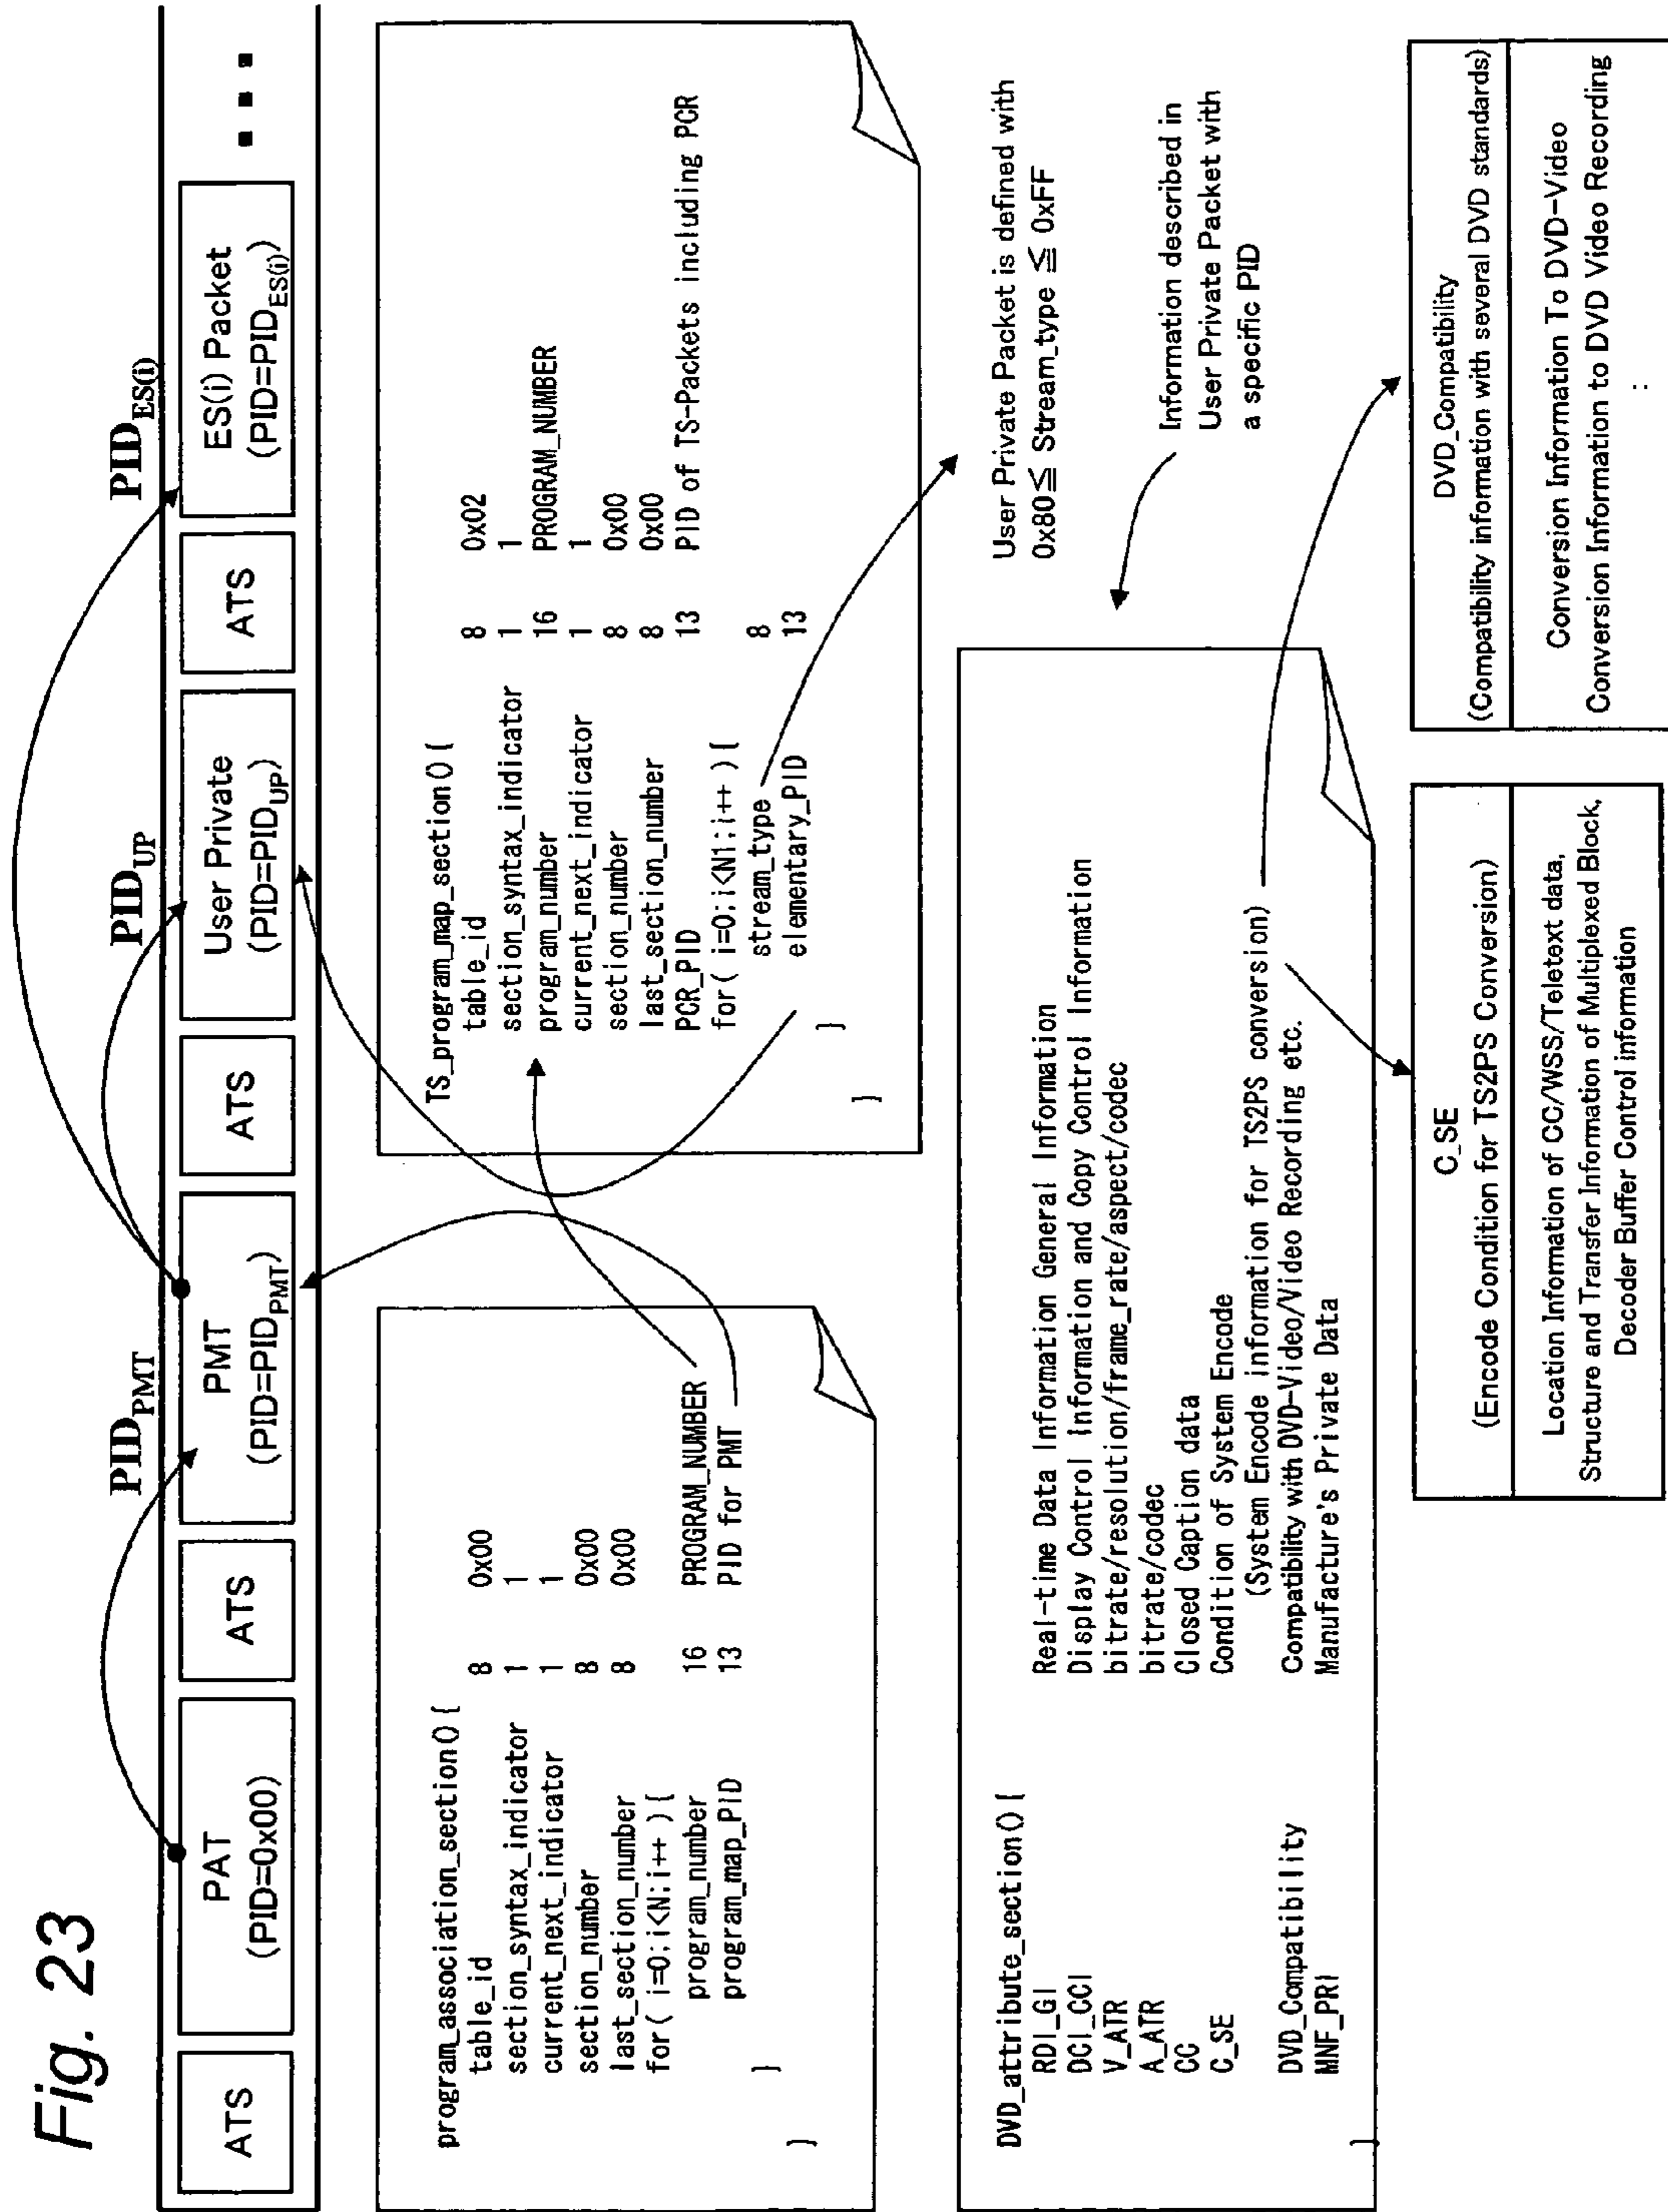 Fig. 23
PID_PMT
PID_UP
PID_ES(i)
ATS
PAT
(PID=0x00)
ATS
PMT
(PID=PID_PMT)
ATS
User Private
(PID=PID_UP)
ATS
ES(i) Packet
(PID=PID_ES(i))
...
program_association_section(){
table_id 8 0x00
section_syntax_indicator 1 1
current_next_indicator 1 1
section_number 8 0x00
last_section_number 8 0x00
for( i=0;i<N;i++ ){
program_number 16 PROGRAM_NUMBER
program_map_PID 13 PID for PMT
}
}
TS_program_map_section(){
table_id 8 0x02
section_syntax_indicator 1 1
program_number 16 PROGRAM_NUMBER
current_next_indicator 1 1
section_number 8 0x00
last_section_number 8 0x00
PCR_PID 13 PID of TS-Packets including PCR
for( i=0;i<N1;i++ ){
stream_type 8
elementary_PID 13
}
}
User Private Packet is defined with
0x80≦ Stream_type ≦ 0xFF
DVD_attribute_section(){
RDI_GI Real-time Data Information General Information
DCI_CCI Display Control Information and Copy Control Information
V_ATR bitrate/resolution/frame_rate/aspect/codec
A_ATR bitrate/codec
CC Closed Caption data
C_SE Condition of System Encode
(System Encode information for TS2PS conversion)
DVD_Compatibility Compatibility with DVD-Video/Video Recording etc.
MNF_PRI Manufacture's Private Data
}
Information described in
User Private Packet with
a specific PID
C_SE
(Encode Condition for TS2PS Conversion)
Location Information of CC/WSS/Teletext data,
Structure and Transfer Information of Multiplexed Block,
Decoder Buffer Control information
DVD_Compatibility
(Compatibility information with several DVD standards)
Conversion Information To DVD-Video
Conversion Information to DVD Video Recording
: